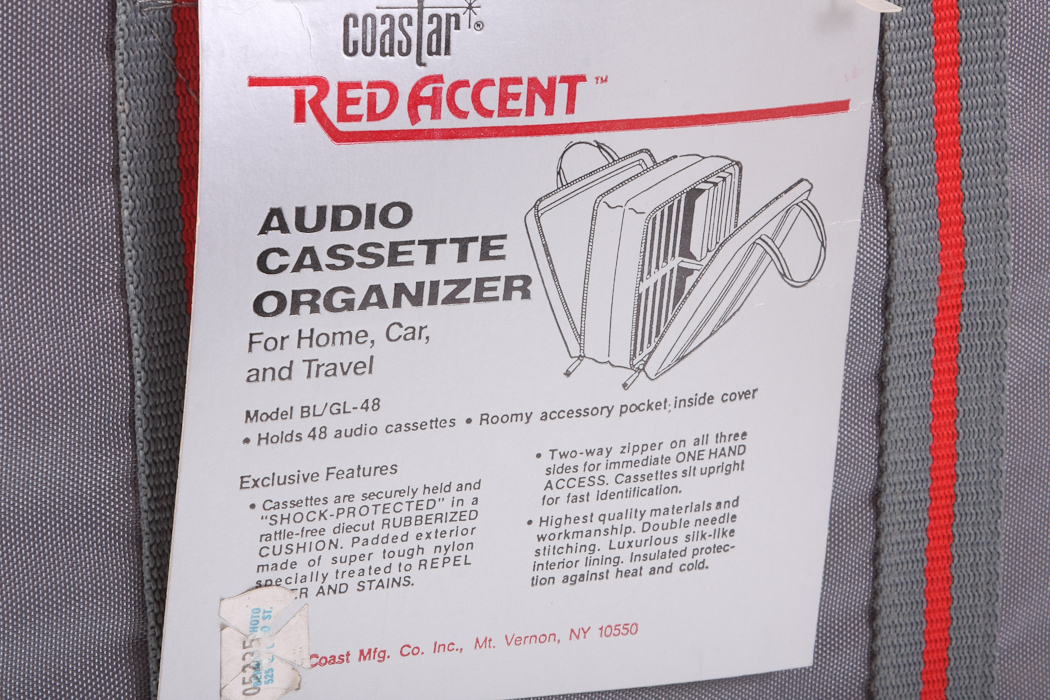 coastar®
RED ACCENT™
AUDIO
CASSETTE
ORGANIZER
For Home, Car,
and Travel
Model BL/GL-48
• Holds 48 audio cassettes • Roomy accessory pocket; inside cover
Exclusive Features
• Cassettes are securely held and
"SHOCK-PROTECTED" in a
rattle-free diecut RUBBERIZED
CUSHION. Padded exterior
made of super tough nylon
specially treated to REPEL
ER AND STAINS.
• Two-way zipper on all three
sides for immediate ONE HAND
ACCESS. Cassettes sit upright
for fast identification.
• Highest quality materials and
workmanship. Double needle
stitching. Luxurious silk-like
interior lining. Insulated protec-
tion against heat and cold.
Coast Mfg. Co. Inc., Mt. Vernon, NY 10550
HOTO
525 ST.